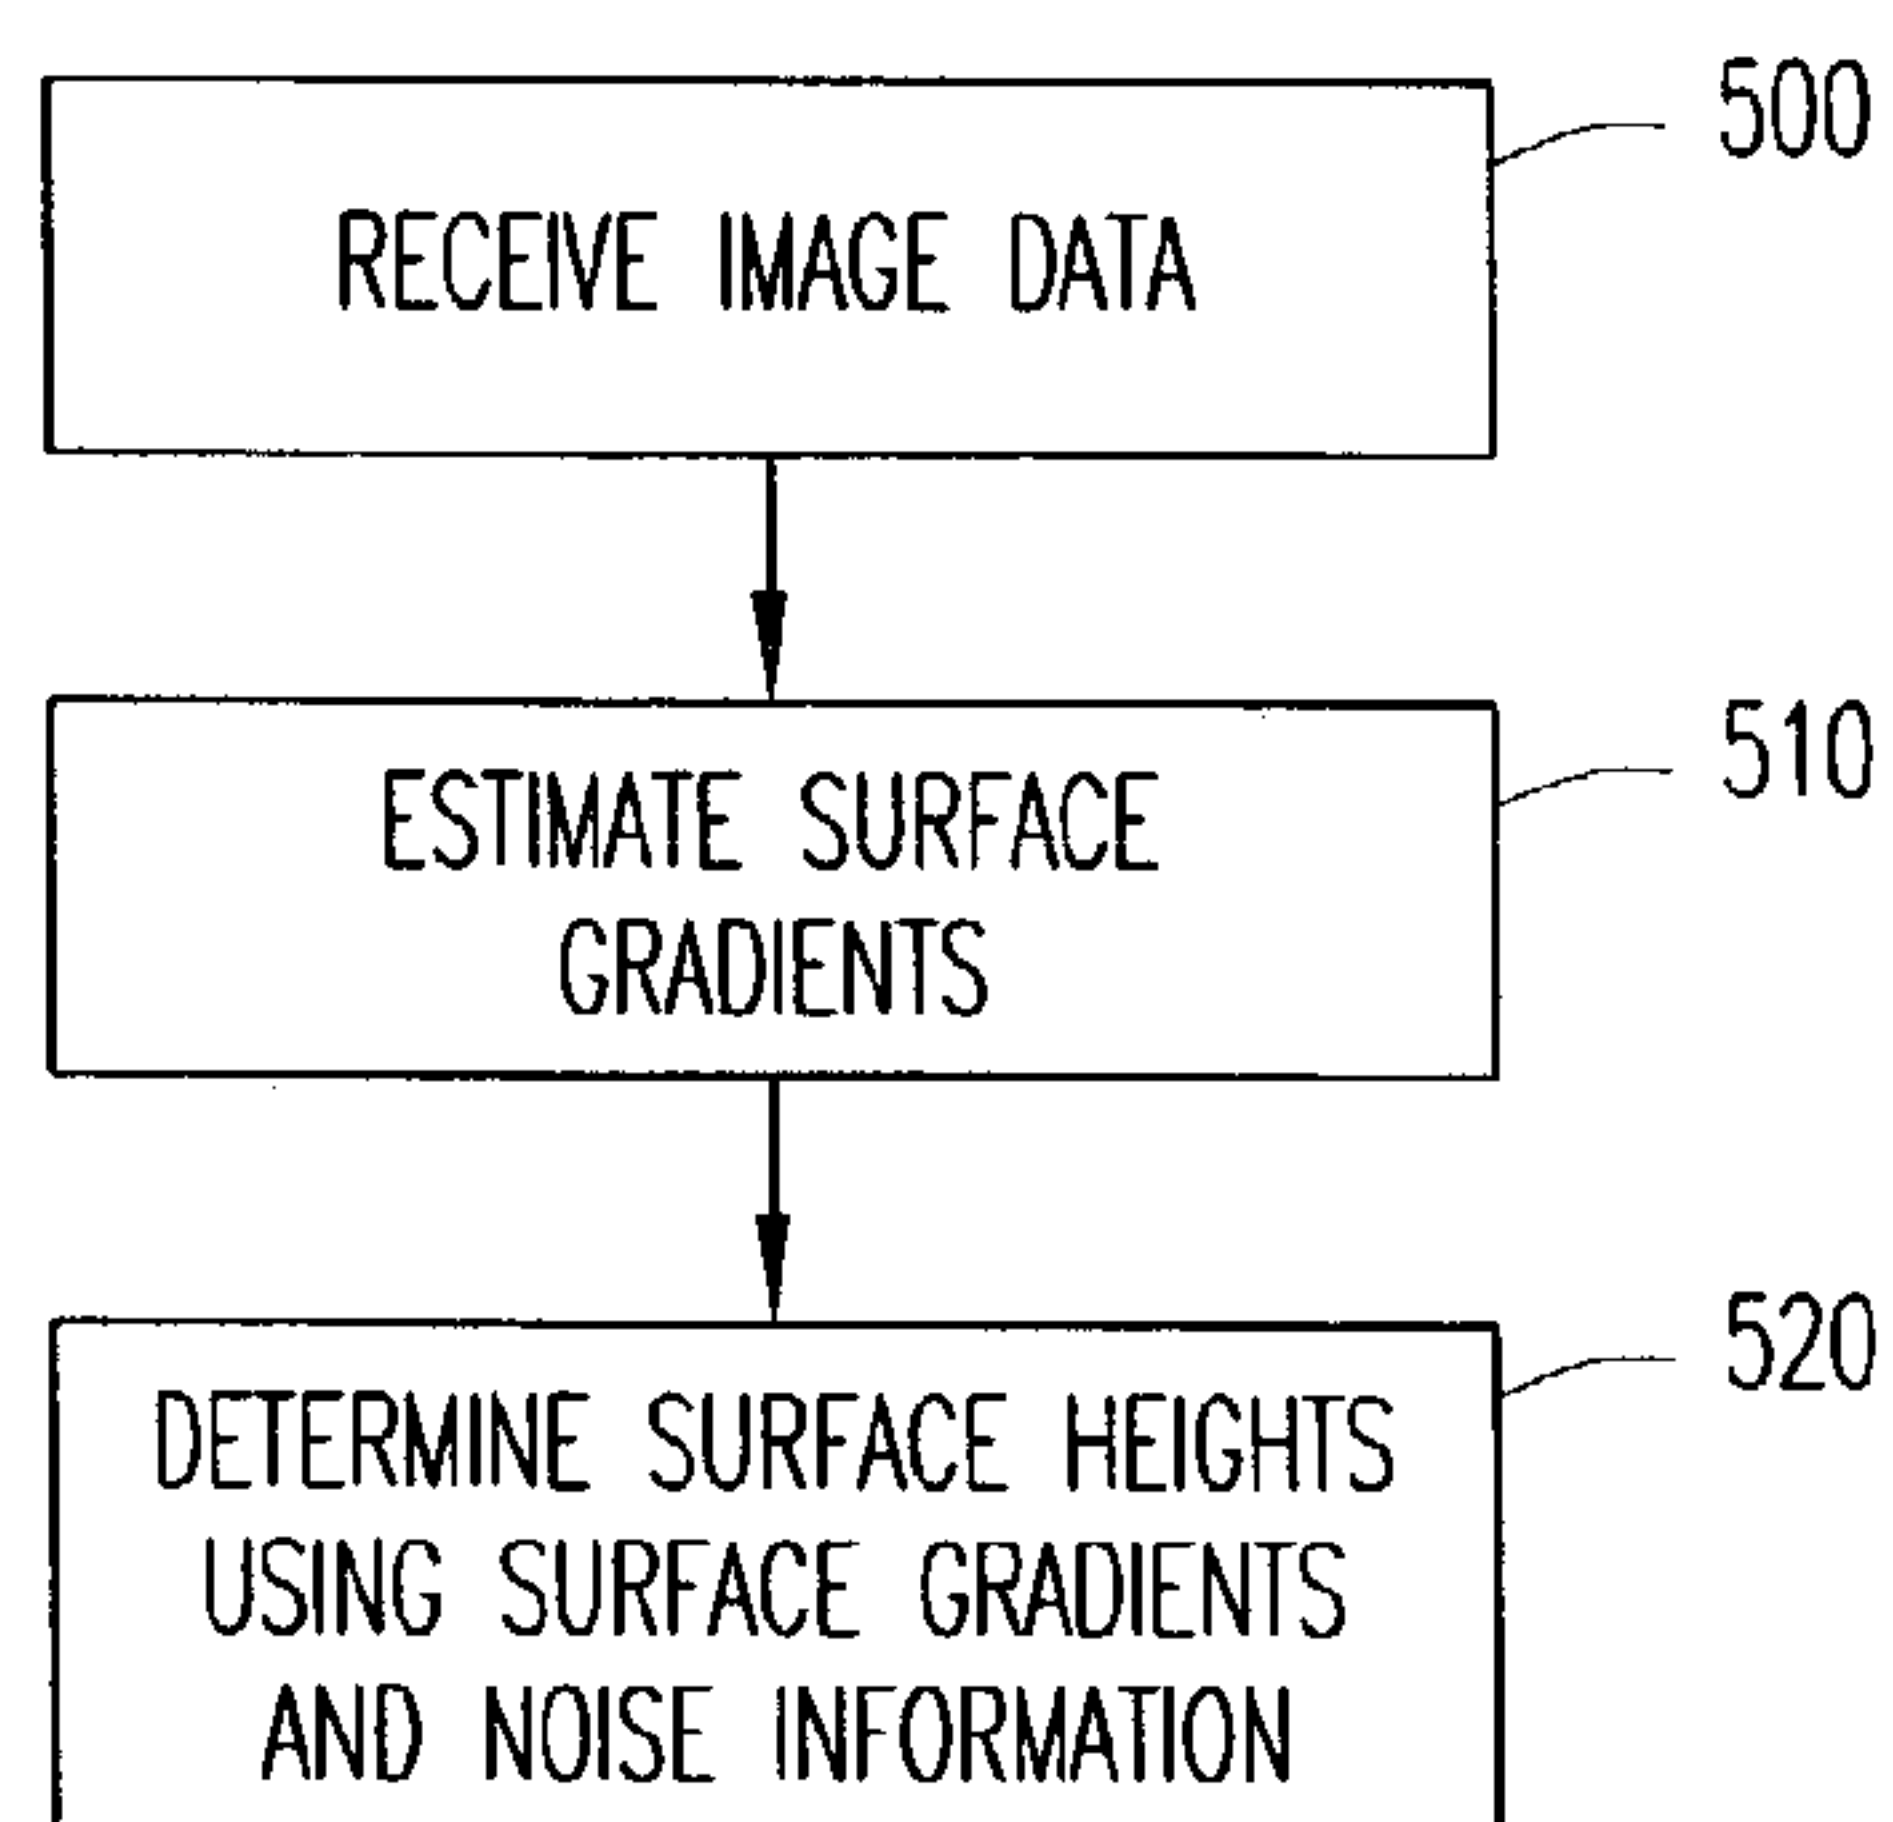 500
RECEIVE IMAGE DATA
510
ESTIMATE SURFACE
GRADIENTS
520
DETERMINE SURFACE HEIGHTS
USING SURFACE GRADIENTS
AND NOISE INFORMATION